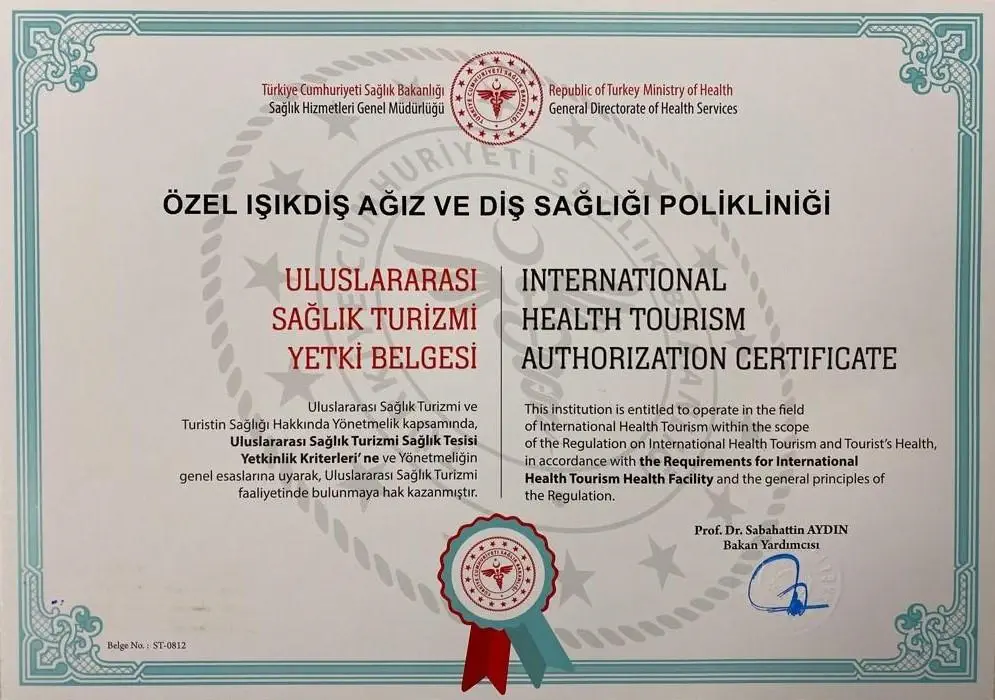 Türkiye Cumhuriyeti Sağlık Bakanlığı
Sağlık Hizmetleri Genel Müdürlüğü
Republic of Turkey Ministry of Health
General Directorate of Health Services
ÖZEL IŞIKDİŞ AĞIZ VE DİŞ SAĞLIĞI POLİKLİNİĞİ
ULUSLARARASI
SAĞLIK TURİZMİ
YETKİ BELGESİ
Uluslararası Sağlık Turizmi ve
Turistin Sağlığı Hakkında Yönetmelik kapsamında,
Uluslararası Sağlık Turizmi Sağlık Tesisi
Yetkinlik Kriterleri' ne ve Yönetmeliğin
genel esaslarına uyarak, Uluslararası Sağlık Turizmi
faaliyetinde bulunmaya hak kazanmıştır.
INTERNATIONAL
HEALTH TOURISM
AUTHORIZATION CERTIFICATE
This institution is entitled to operate in the field
of International Health Tourism within the scope
of the Regulation on International Health Tourism and Tourist's Health,
in accordance with the Requirements for International
Health Tourism Health Facility and the general principles of
the Regulation.
Prof. Dr. Sabahattin AYDIN
Bakan Yardımcısı
Belge No. : ST-0812